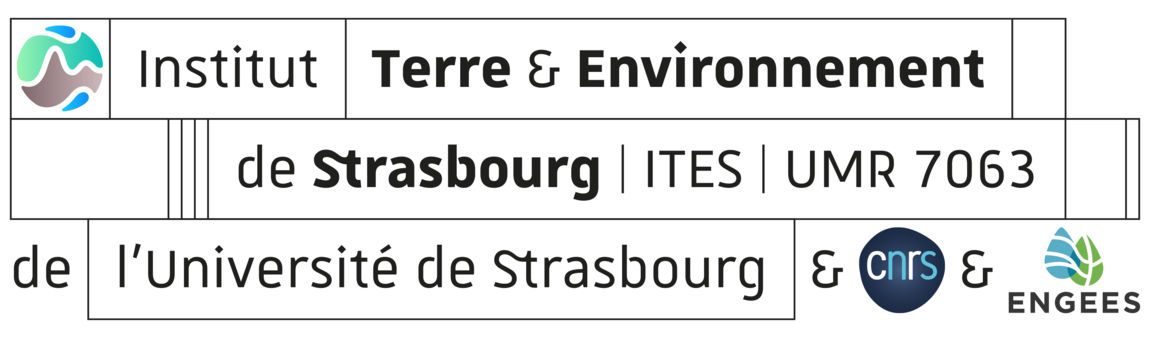 Institut Terre & Environnement
de Strasbourg | ITES | UMR 7063
de l'Université de Strasbourg & cnrs & ENGEES